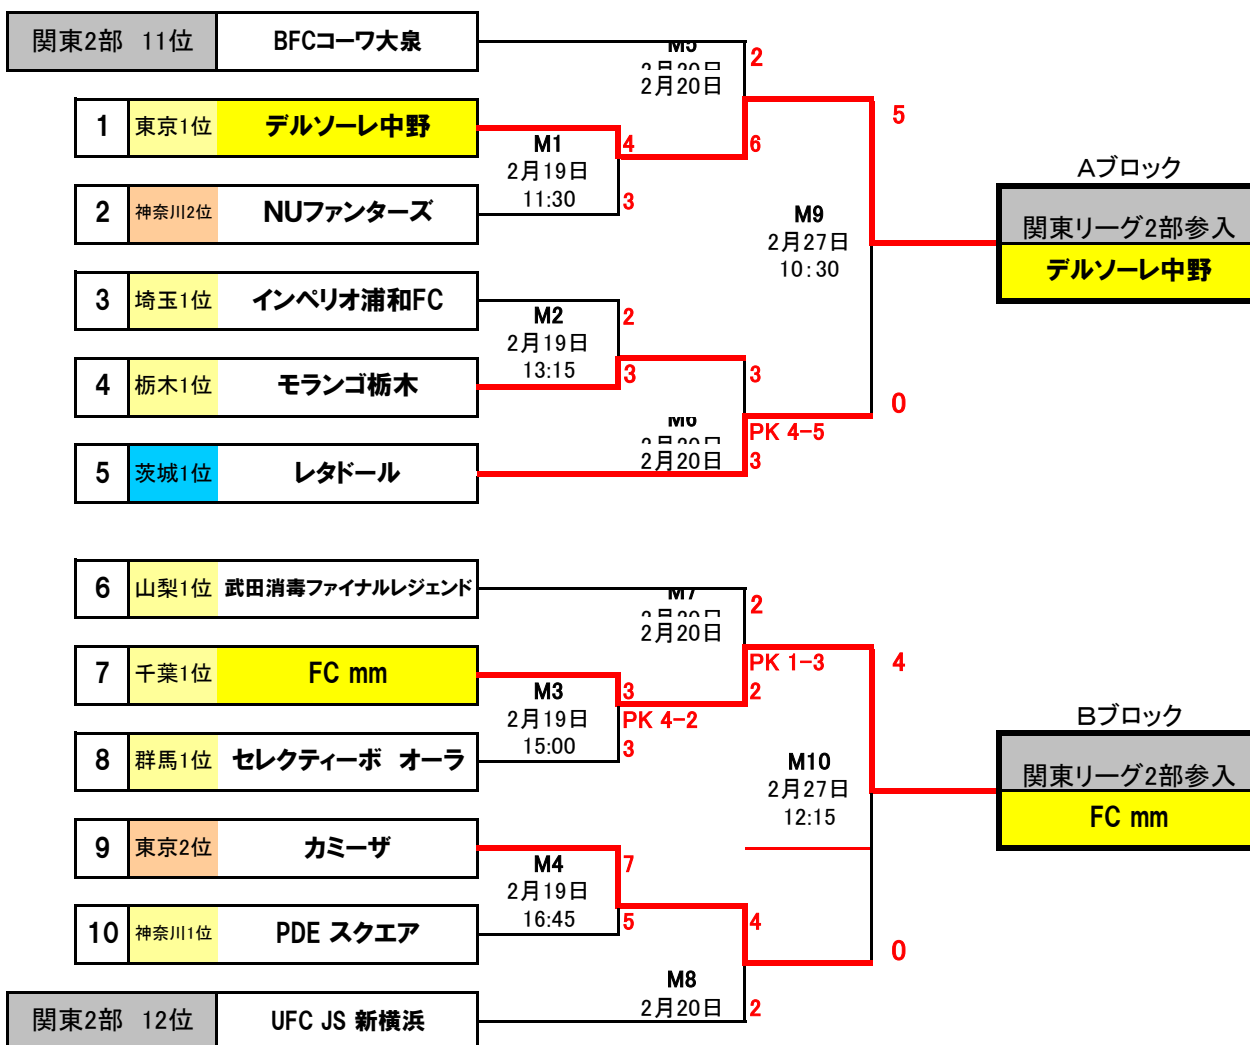 関東2部 11位 BFCコーワ大泉
2
2月20日
1 東京1位 デルソーレ中野
4
6
5
M1
2月19日
11:30
2 神奈川2位 NUファンターズ
3
M9
2月27日
10:30
Aブロック
関東リーグ2部参入
デルソーレ中野
3 埼玉1位 インペリオ浦和FC
2
M2
2月19日
13:15
4 栃木1位 モランゴ栃木
3
3
0
M6
PK 4-5
2月20日
5 茨城1位 レタドール
3
6 山梨1位 武田消毒ファイナルレジェンド
M7
2
2月20日
7 千葉1位 FC mm
3
PK 1-3
2
4
M3
2月19日
15:00
PK 4-2
8 群馬1位 セレクティーボ オーラ
3
M10
2月27日
12:15
Bブロック
関東リーグ2部参入
FC mm
9 東京2位 カミーザ
7
M4
2月19日
16:45
10 神奈川1位 PDE スクエア
5
4
0
M8
2月20日
2
関東2部 12位 UFC JS 新横浜